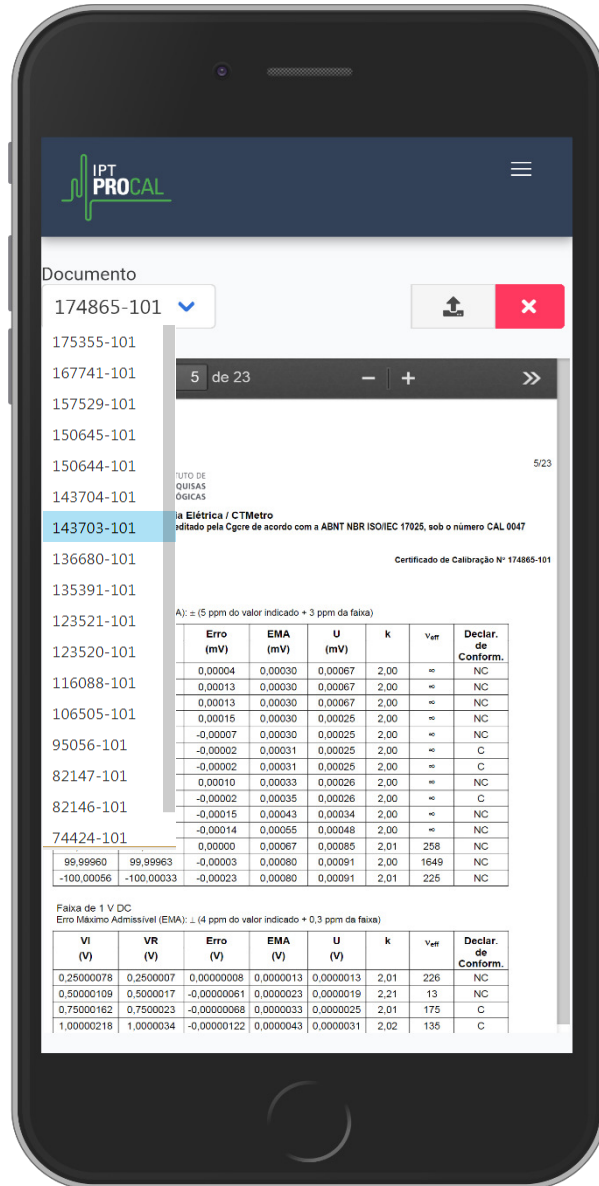 IPT
PROCAL
Documento
174865-101
175355-101
167741-101
157529-101
150645-101
150644-101
143704-101
143703-101
136680-101
135391-101
123521-101
123520-101
116088-101
106505-101
95056-101
82147-101
82146-101
74424-101
5 de 23
5/23
TUTO DE
QUISAS
ÓGICAS
ia Elétrica / CTMetro
editado pela Cgcre de acordo com a ABNT NBR ISO/IEC 17025, sob o número CAL 0047
Certificado de Calibração Nº 174865-101
A): ± (5 ppm do valor indicado + 3 ppm da faixa)
Erro (mV) EMA (mV) U (mV) k νeff Declar. de Conform.
0,00004 0,00030 0,00067 2,00 ∞ NC
0,00013 0,00030 0,00067 2,00 ∞ NC
0,00013 0,00030 0,00067 2,00 ∞ NC
0,00015 0,00030 0,00025 2,00 ∞ NC
-0,00007 0,00030 0,00025 2,00 ∞ NC
-0,00002 0,00031 0,00025 2,00 ∞ C
-0,00002 0,00031 0,00025 2,00 ∞ C
0,00010 0,00033 0,00026 2,00 ∞ NC
-0,00002 0,00035 0,00026 2,00 ∞ C
-0,00015 0,00043 0,00034 2,00 ∞ NC
-0,00014 0,00055 0,00048 2,00 ∞ NC
0,00000 0,00067 0,00085 2,01 258 NC
99,99960 99,99963 -0,00003 0,00080 0,00091 2,00 1649 NC
-100,00056 -100,00033 -0,00023 0,00080 0,00091 2,01 225 NC
Faixa de 1 V DC
Erro Máximo Admissível (EMA): ± (4 ppm do valor indicado + 0,3 ppm da faixa)
VI (V) VR (V) Erro (V) EMA (V) U (V) k νeff Declar. de Conform.
0,25000078 0,2500007 0,00000008 0,0000013 0,0000013 2,01 226 NC
0,50000109 0,5000017 -0,00000061 0,0000023 0,0000019 2,21 13 NC
0,75000162 0,7500023 -0,00000068 0,0000033 0,0000025 2,01 175 C
1,00000218 1,0000034 -0,00000122 0,0000043 0,0000031 2,02 135 C